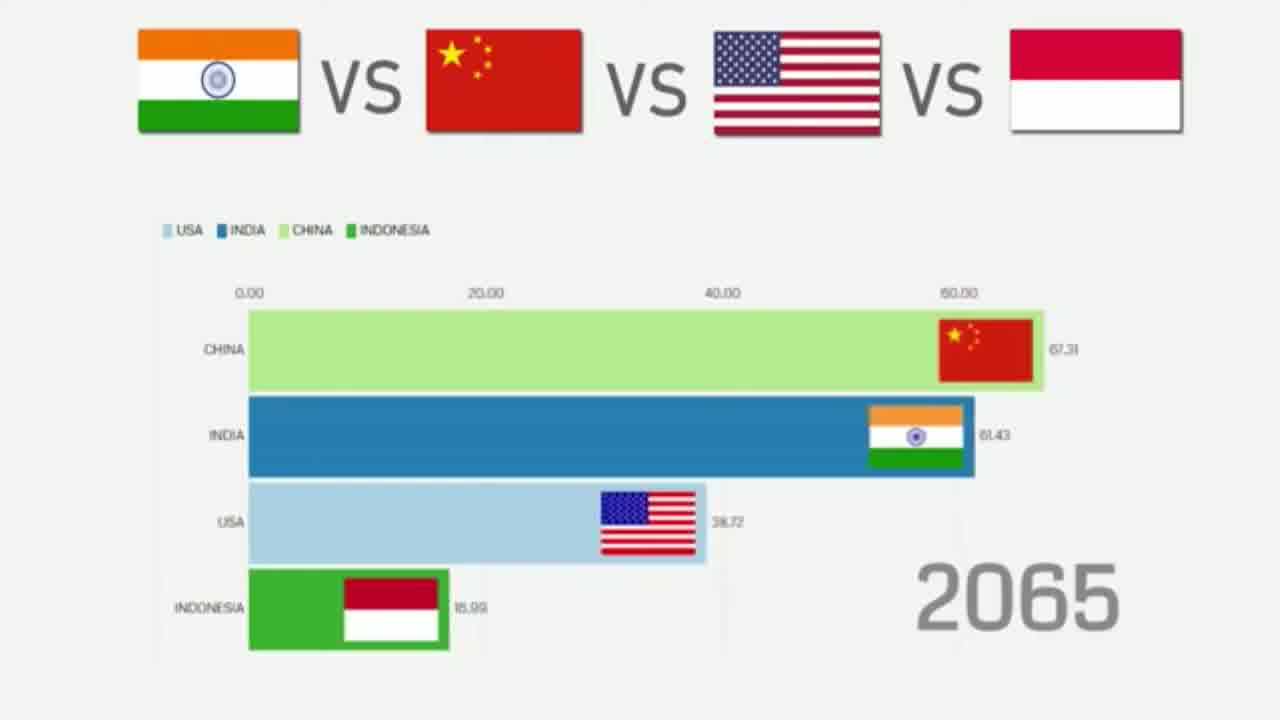 VS VS VS
USA INDIA CHINA INDONESIA
0.00 20.00 40.00 60.00
CHINA 67.31
INDIA 61.43
USA 38.72
INDONESIA 16.99
2065